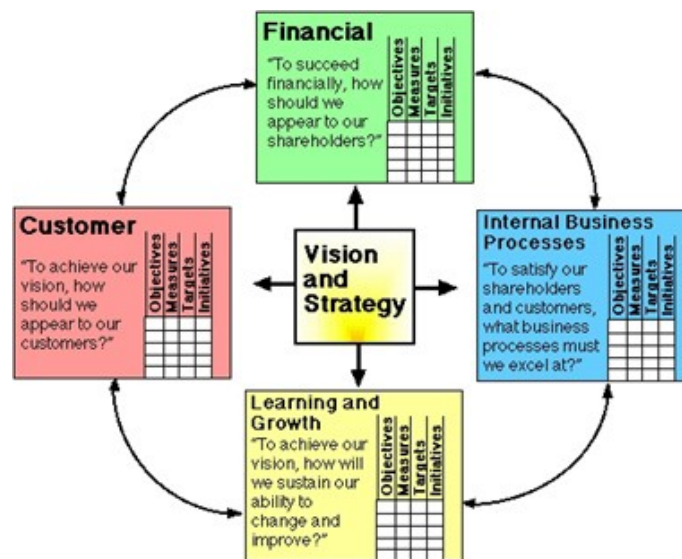 Financial
“To succeed
financially, how
should we
appear to our
shareholders?”
Objectives
Measures
Targets
Initiatives
Customer
“To achieve our
vision, how
should we
appear to our
customers?”
Objectives
Measures
Targets
Initiatives
Vision
and
Strategy
Internal Business
Processes
“To satisfy our
shareholders
and customers,
what business
processes must
we excel at?”
Objectives
Measures
Targets
Initiatives
Learning and
Growth
“To achieve our
vision, how will
we sustain our
ability to
change and
improve?”
Objectives
Measures
Targets
Initiatives